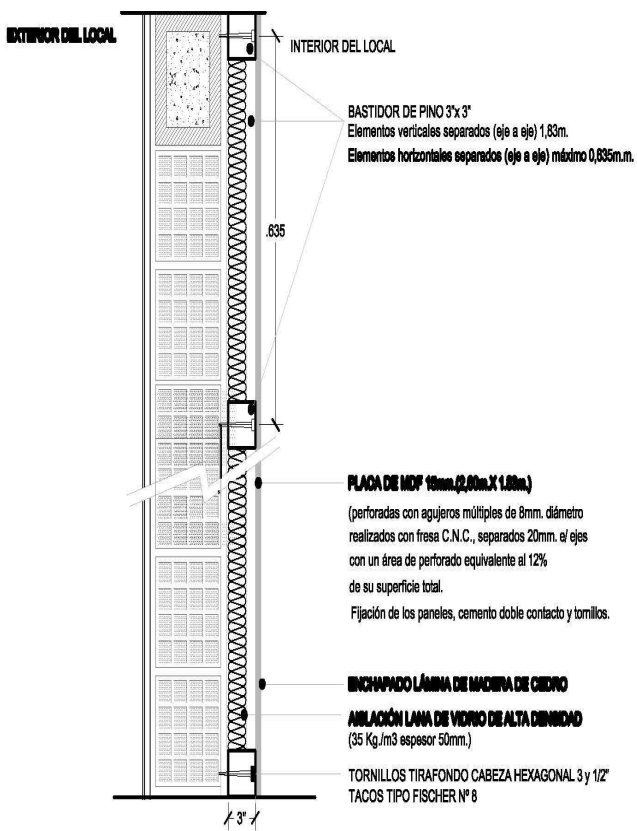 EXTERIOR DEL LOCAL
INTERIOR DEL LOCAL
BASTIDOR DE PINO 3"x 3"
Elementos verticales separados (eje a eje) 1,83m.
Elementos horizontales separados (eje a eje) máximo 0,635m.m.
.635
PLACA DE MDF 15mm.(2,60m.X 1.83m.)
(perforadas con agujeros múltiples de 8mm. diámetro
realizados con fresa C.N.C., separados 20mm. e/ ejes
con un área de perforado equivalente al 12%
de su superficie total.
Fijación de los paneles, cemento doble contacto y tornillos.
ENCHAPADO LÁMINA DE MADERA DE CEDRO
AISLACIÓN LANA DE VIDRIO DE ALTA DENSIDAD
(35 Kg./m3 espesor 50mm.)
TORNILLOS TIRAFONDO CABEZA HEXAGONAL 3 y 1/2"
TACOS TIPO FISCHER Nº 8
3"